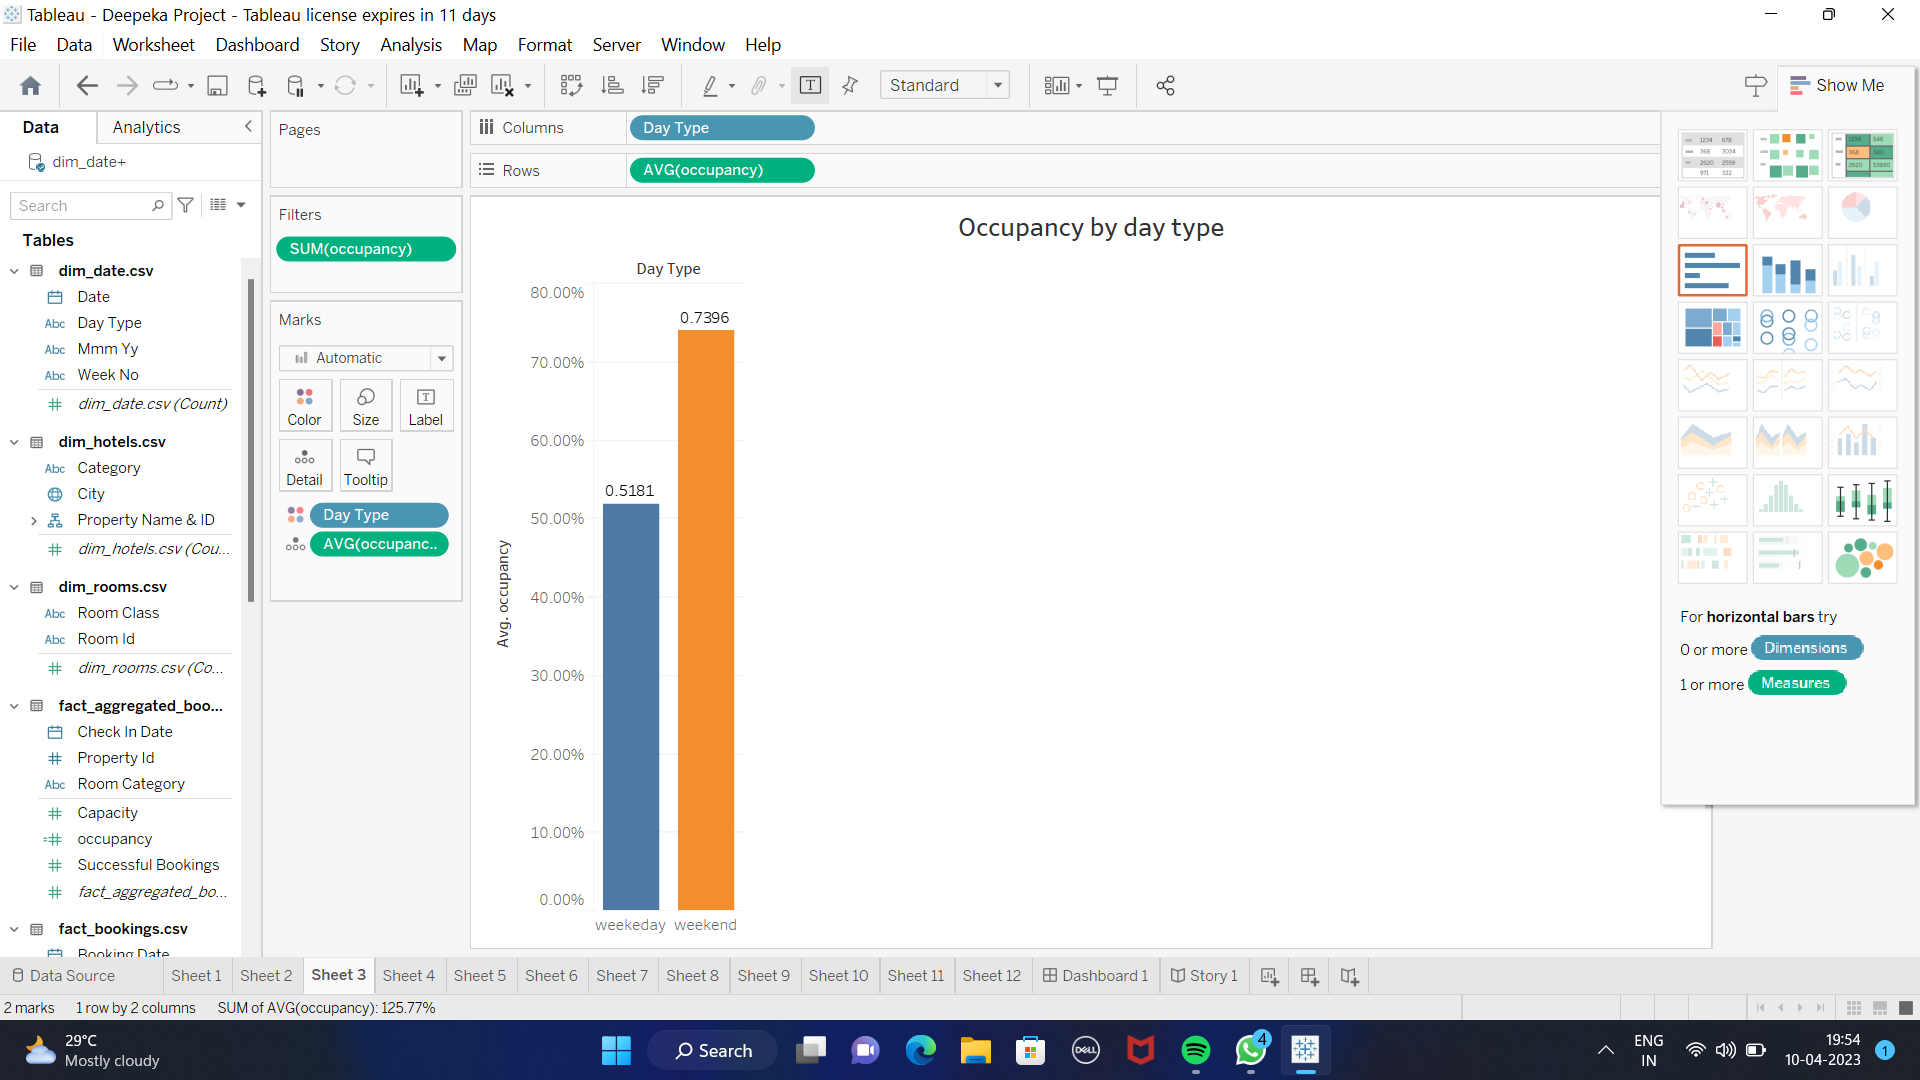 Tableau - Deepeka Project - Tableau license expires in 11 days
File Data Worksheet Dashboard Story Analysis Map Format Server Window Help
Standard
Show Me
Data Analytics
dim_date+
Search
Tables
dim_date.csv
Date
Abc Day Type
Abc Mmm Yy
Abc Week No
dim_date.csv (Count)
dim_hotels.csv
Abc Category
City
Property Name & ID
dim_hotels.csv (Cou...
dim_rooms.csv
Abc Room Class
Abc Room Id
dim_rooms.csv (Co...
fact_aggregated_boo...
Check In Date
Property Id
Abc Room Category
Capacity
occupancy
Successful Bookings
fact_aggregated_bo...
fact_bookings.csv
Booking Date
Pages
Filters
SUM(occupancy)
Marks
Automatic
Color Size Label
Detail Tooltip
Day Type
AVG(occupanc..
Columns Day Type
Rows AVG(occupancy)
Occupancy by day type
Day Type
80.00%
70.00%
60.00%
50.00%
40.00%
30.00%
20.00%
10.00%
0.00%
Avg. occupancy
0.5181
0.7396
weekeday weekend
For horizontal bars try
0 or more Dimensions
1 or more Measures
Data Source Sheet 1 Sheet 2 Sheet 3 Sheet 4 Sheet 5 Sheet 6 Sheet 7 Sheet 8 Sheet 9 Sheet 10 Sheet 11 Sheet 12 Dashboard 1 Story 1
2 marks 1 row by 2 columns SUM of AVG(occupancy): 125.77%
29°C
Mostly cloudy
Search
DELL
4
ENG
IN
19:54
10-04-2023
1